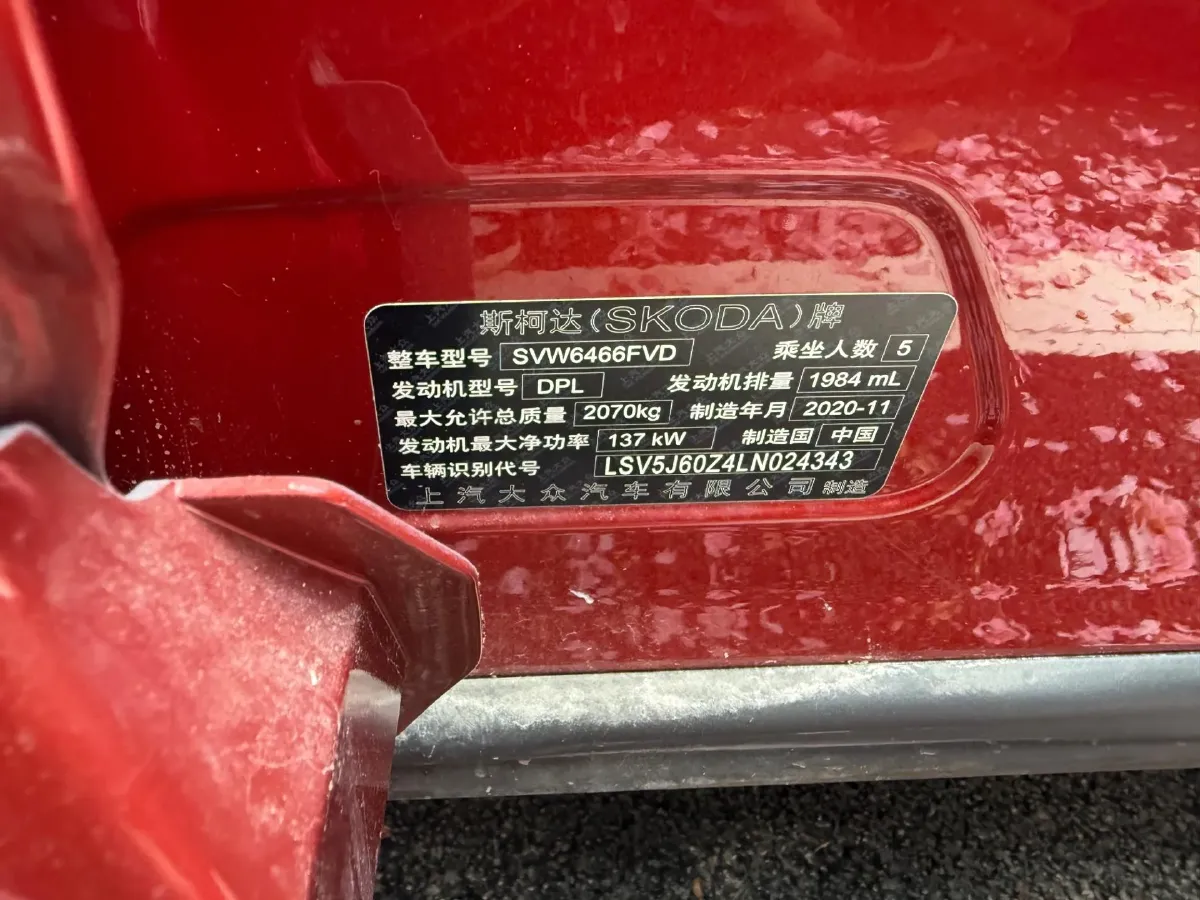 斯柯达(SKODA)牌
整车型号 SVW6466FVD 乘坐人数 5
发动机型号 DPL 发动机排量 1984 mL
最大允许总质量 2070kg 制造年月 2020-11
发动机最大净功率 137 kW 制造国 中国
车辆识别代号 LSV5J60Z4LN024343
上汽大众汽车有限公司制造